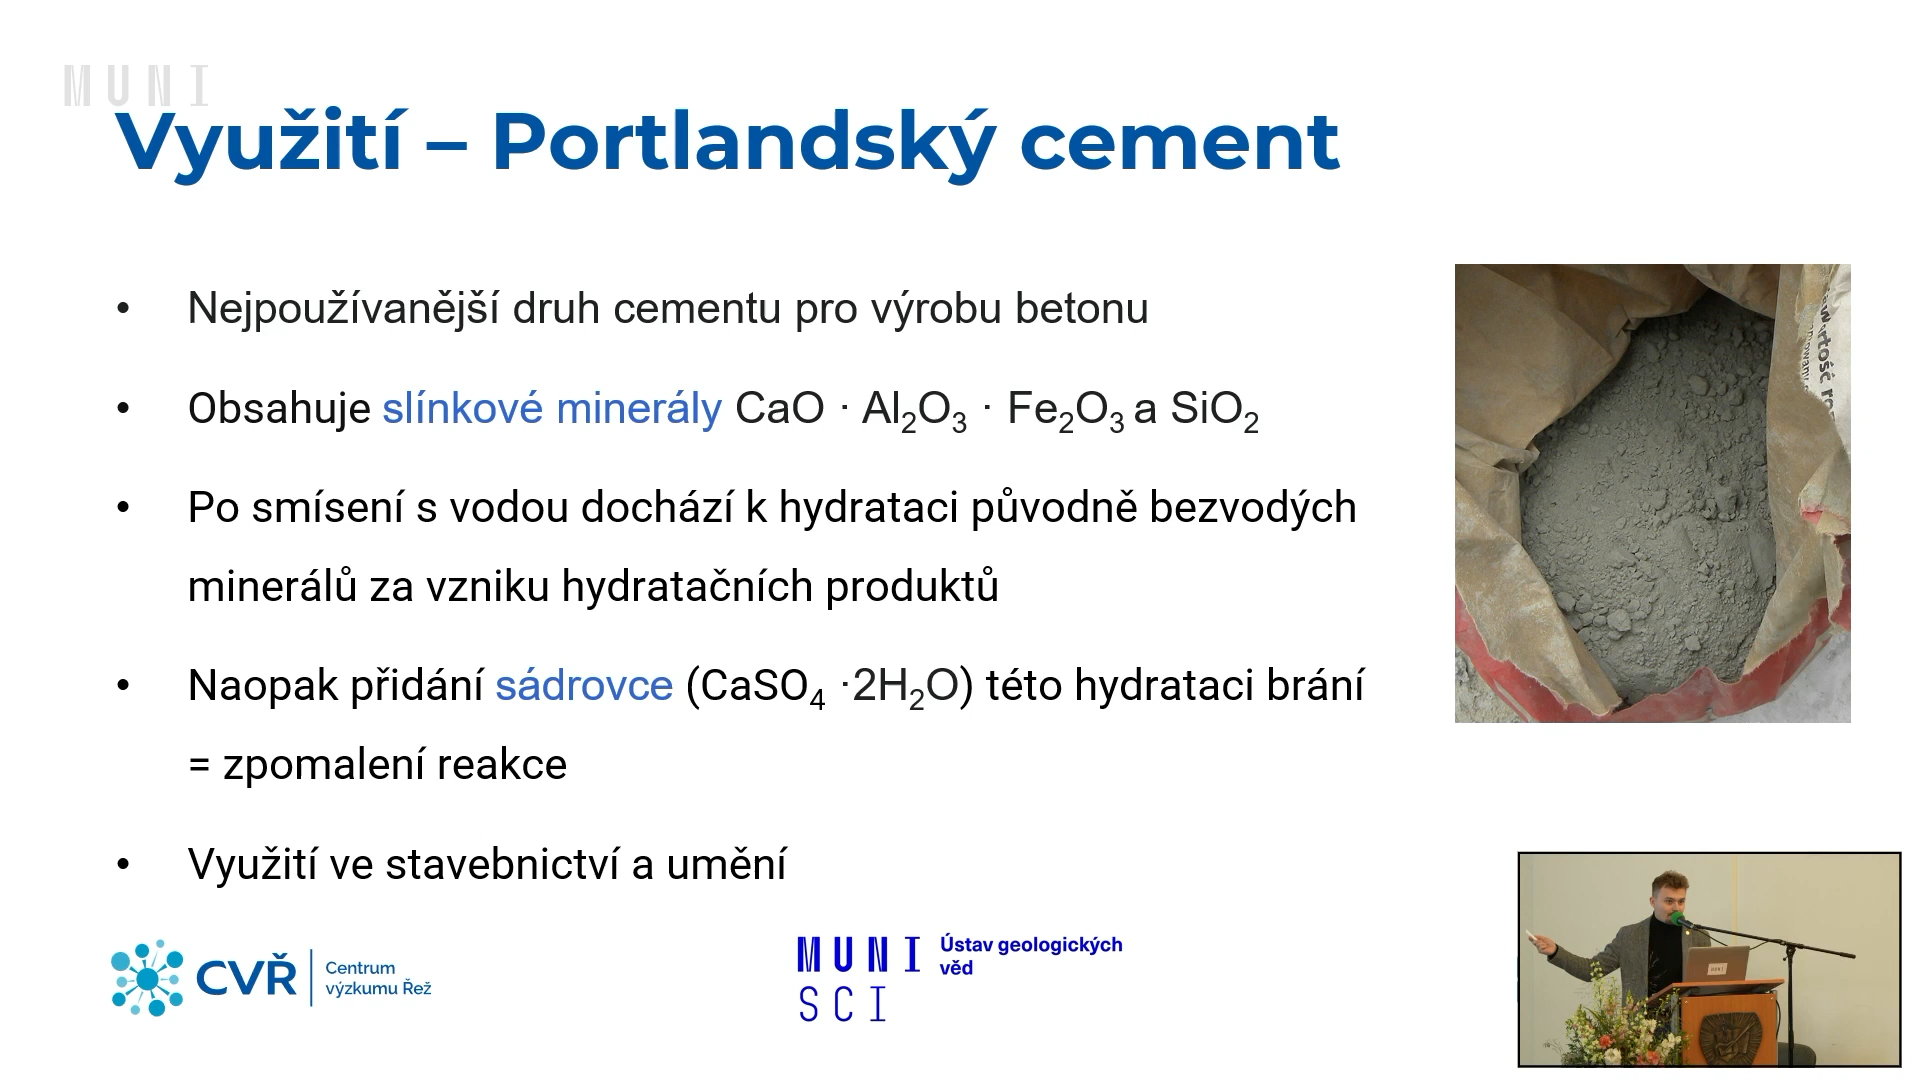 MUNI
Využití – Portlandský cement
• Nejpoužívanější druh cementu pro výrobu betonu
• Obsahuje slínkové minerály CaO · Al₂O₃ · Fe₂O₃ a SiO₂
• Po smísení s vodou dochází k hydrataci původně bezvodých
minerálů za vzniku hydratačních produktů
• Naopak přidání sádrovce (CaSO₄ ·2H₂O) této hydrataci brání
= zpomalení reakce
• Využití ve stavebnictví a umění
CVŘ
Centrum
výzkumu Řež
MUNI
SCI
Ústav geologických
věd
MUNI